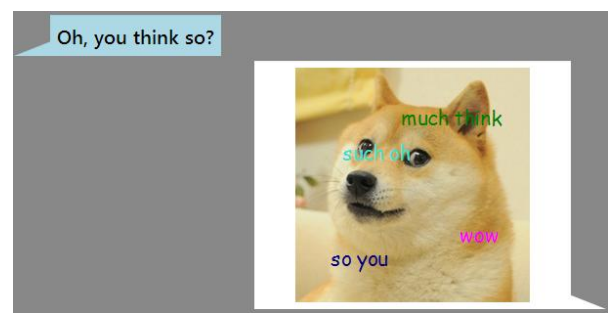 Oh, you think so?
much think
such oh
wow
so you